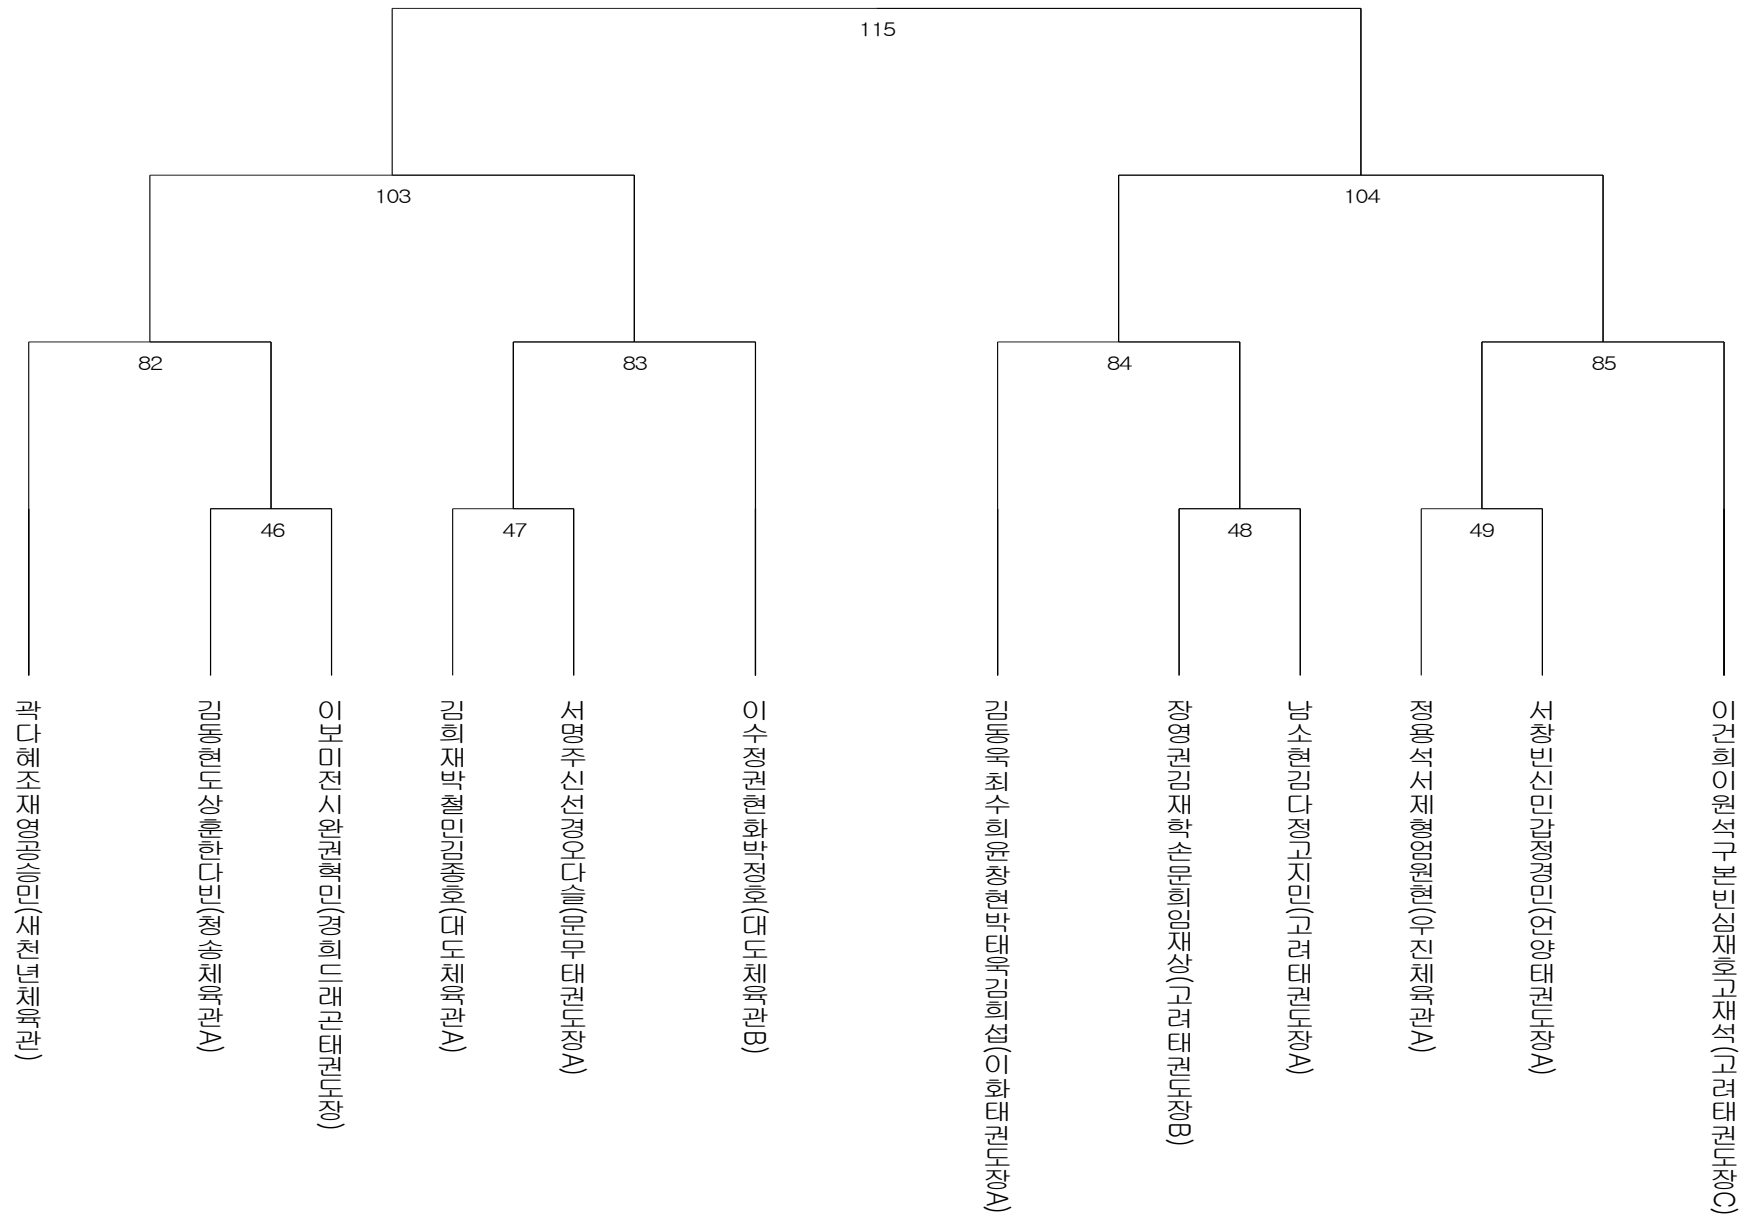 115
103
104
82
83
84
85
46
47
48
49
곽다혜조재영공승민(새천년체육관)
김동현도상훈한다빈(청송체육관A)
이보미전시완권혁민(경희드래곤태권도장)
김희재박철민김종호(대도체육관A)
서명주신선경오다슬(문무태권도장A)
이수정권현화박정호(대도체육관B)
김동욱최수희윤창현박태욱김희섭(이화태권도장A)
장영권김재학손문희임재상(고려태권도장B)
남소현김다정고지민(고려태권도장A)
정용석서제형엄원현(우진체육관A)
서창빈신민갑정경민(언양태권도장A)
이건희이원석구본빈심재호고재석(고려태권도장C)